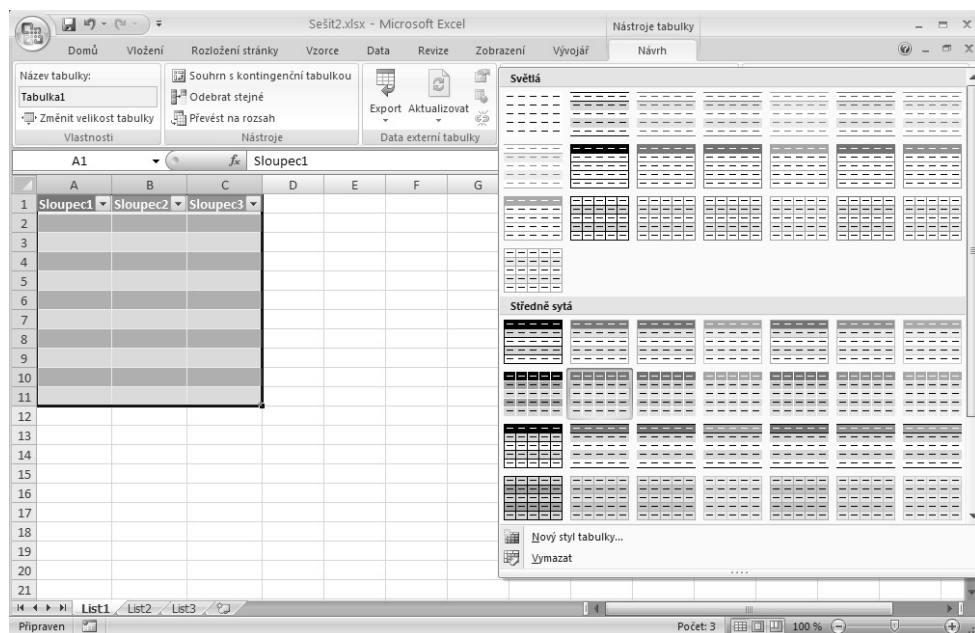 Sešit2.xlsx - Microsoft Excel
Nástroje tabulky
Domů Vložení Rozložení stránky Vzorce Data Revize Zobrazení Vývojář Návrh
Název tabulky:
Tabulka1
Změnit velikost tabulky
Vlastnosti
Souhrn s kontingenční tabulkou
Odebrat stejné
Převést na rozsah
Nástroje
Export Aktualizovat
Data externí tabulky
Světlá
A1 fx Sloupec1
A B C D E F G
1 Sloupec1 Sloupec2 Sloupec3
2
3
4
5
6
7
8
9
10
11
12
13
14
15
16
17
18
19
20
21
Středně sytá
Nový styl tabulky...
Vymazat
List1 List2 List3
Připraven Počet: 3 100 %